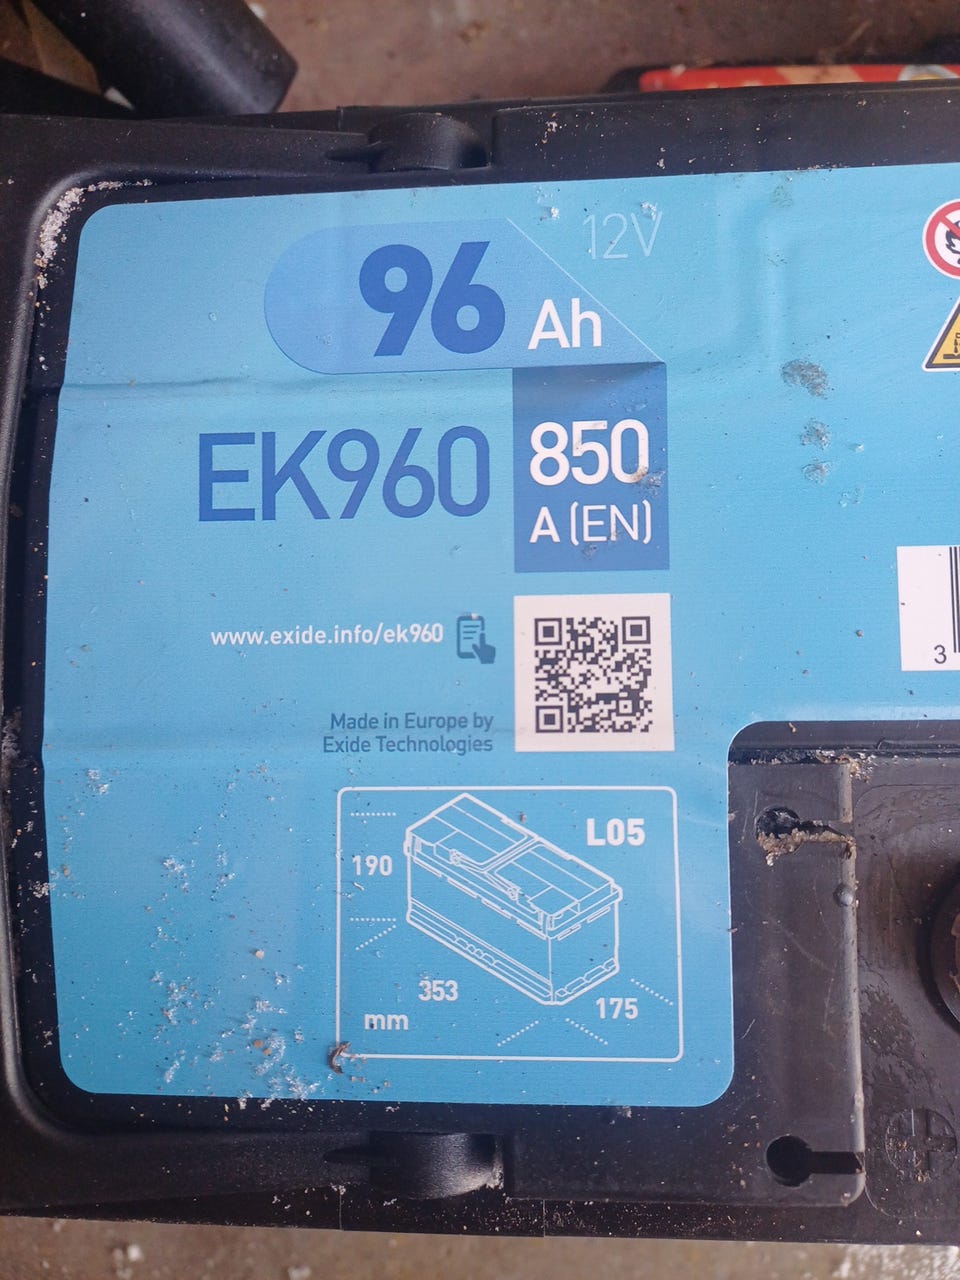 12V
96 Ah
EK960
850
A (EN)
www.exide.info/ek960
Made in Europe by
Exide Technologies
3
L05
190
353
175
mm